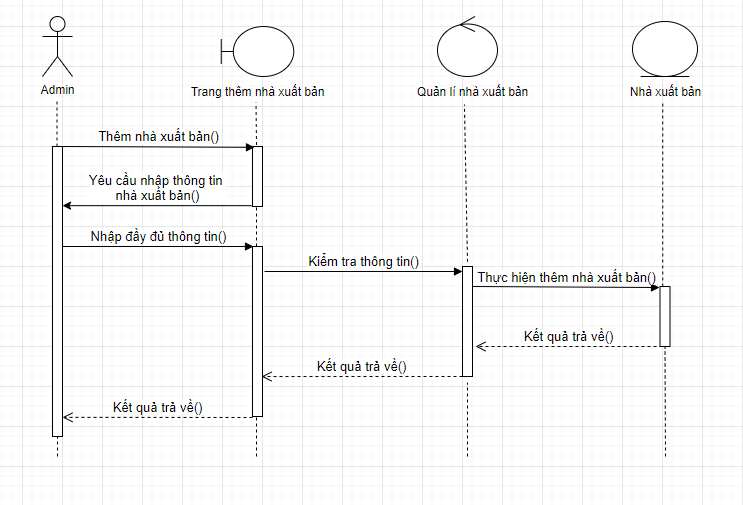 Admin
Trang thêm nhà xuất bản
Quản lí nhà xuất bản
Nhà xuất bản
Thêm nhà xuất bản()
Yêu cầu nhập thông tin
nhà xuất bản()
Nhập đầy đủ thông tin()
Kiểm tra thông tin()
Thực hiện thêm nhà xuất bản()
Kết quả trả về()
Kết quả trả về()
Kết quả trả về()